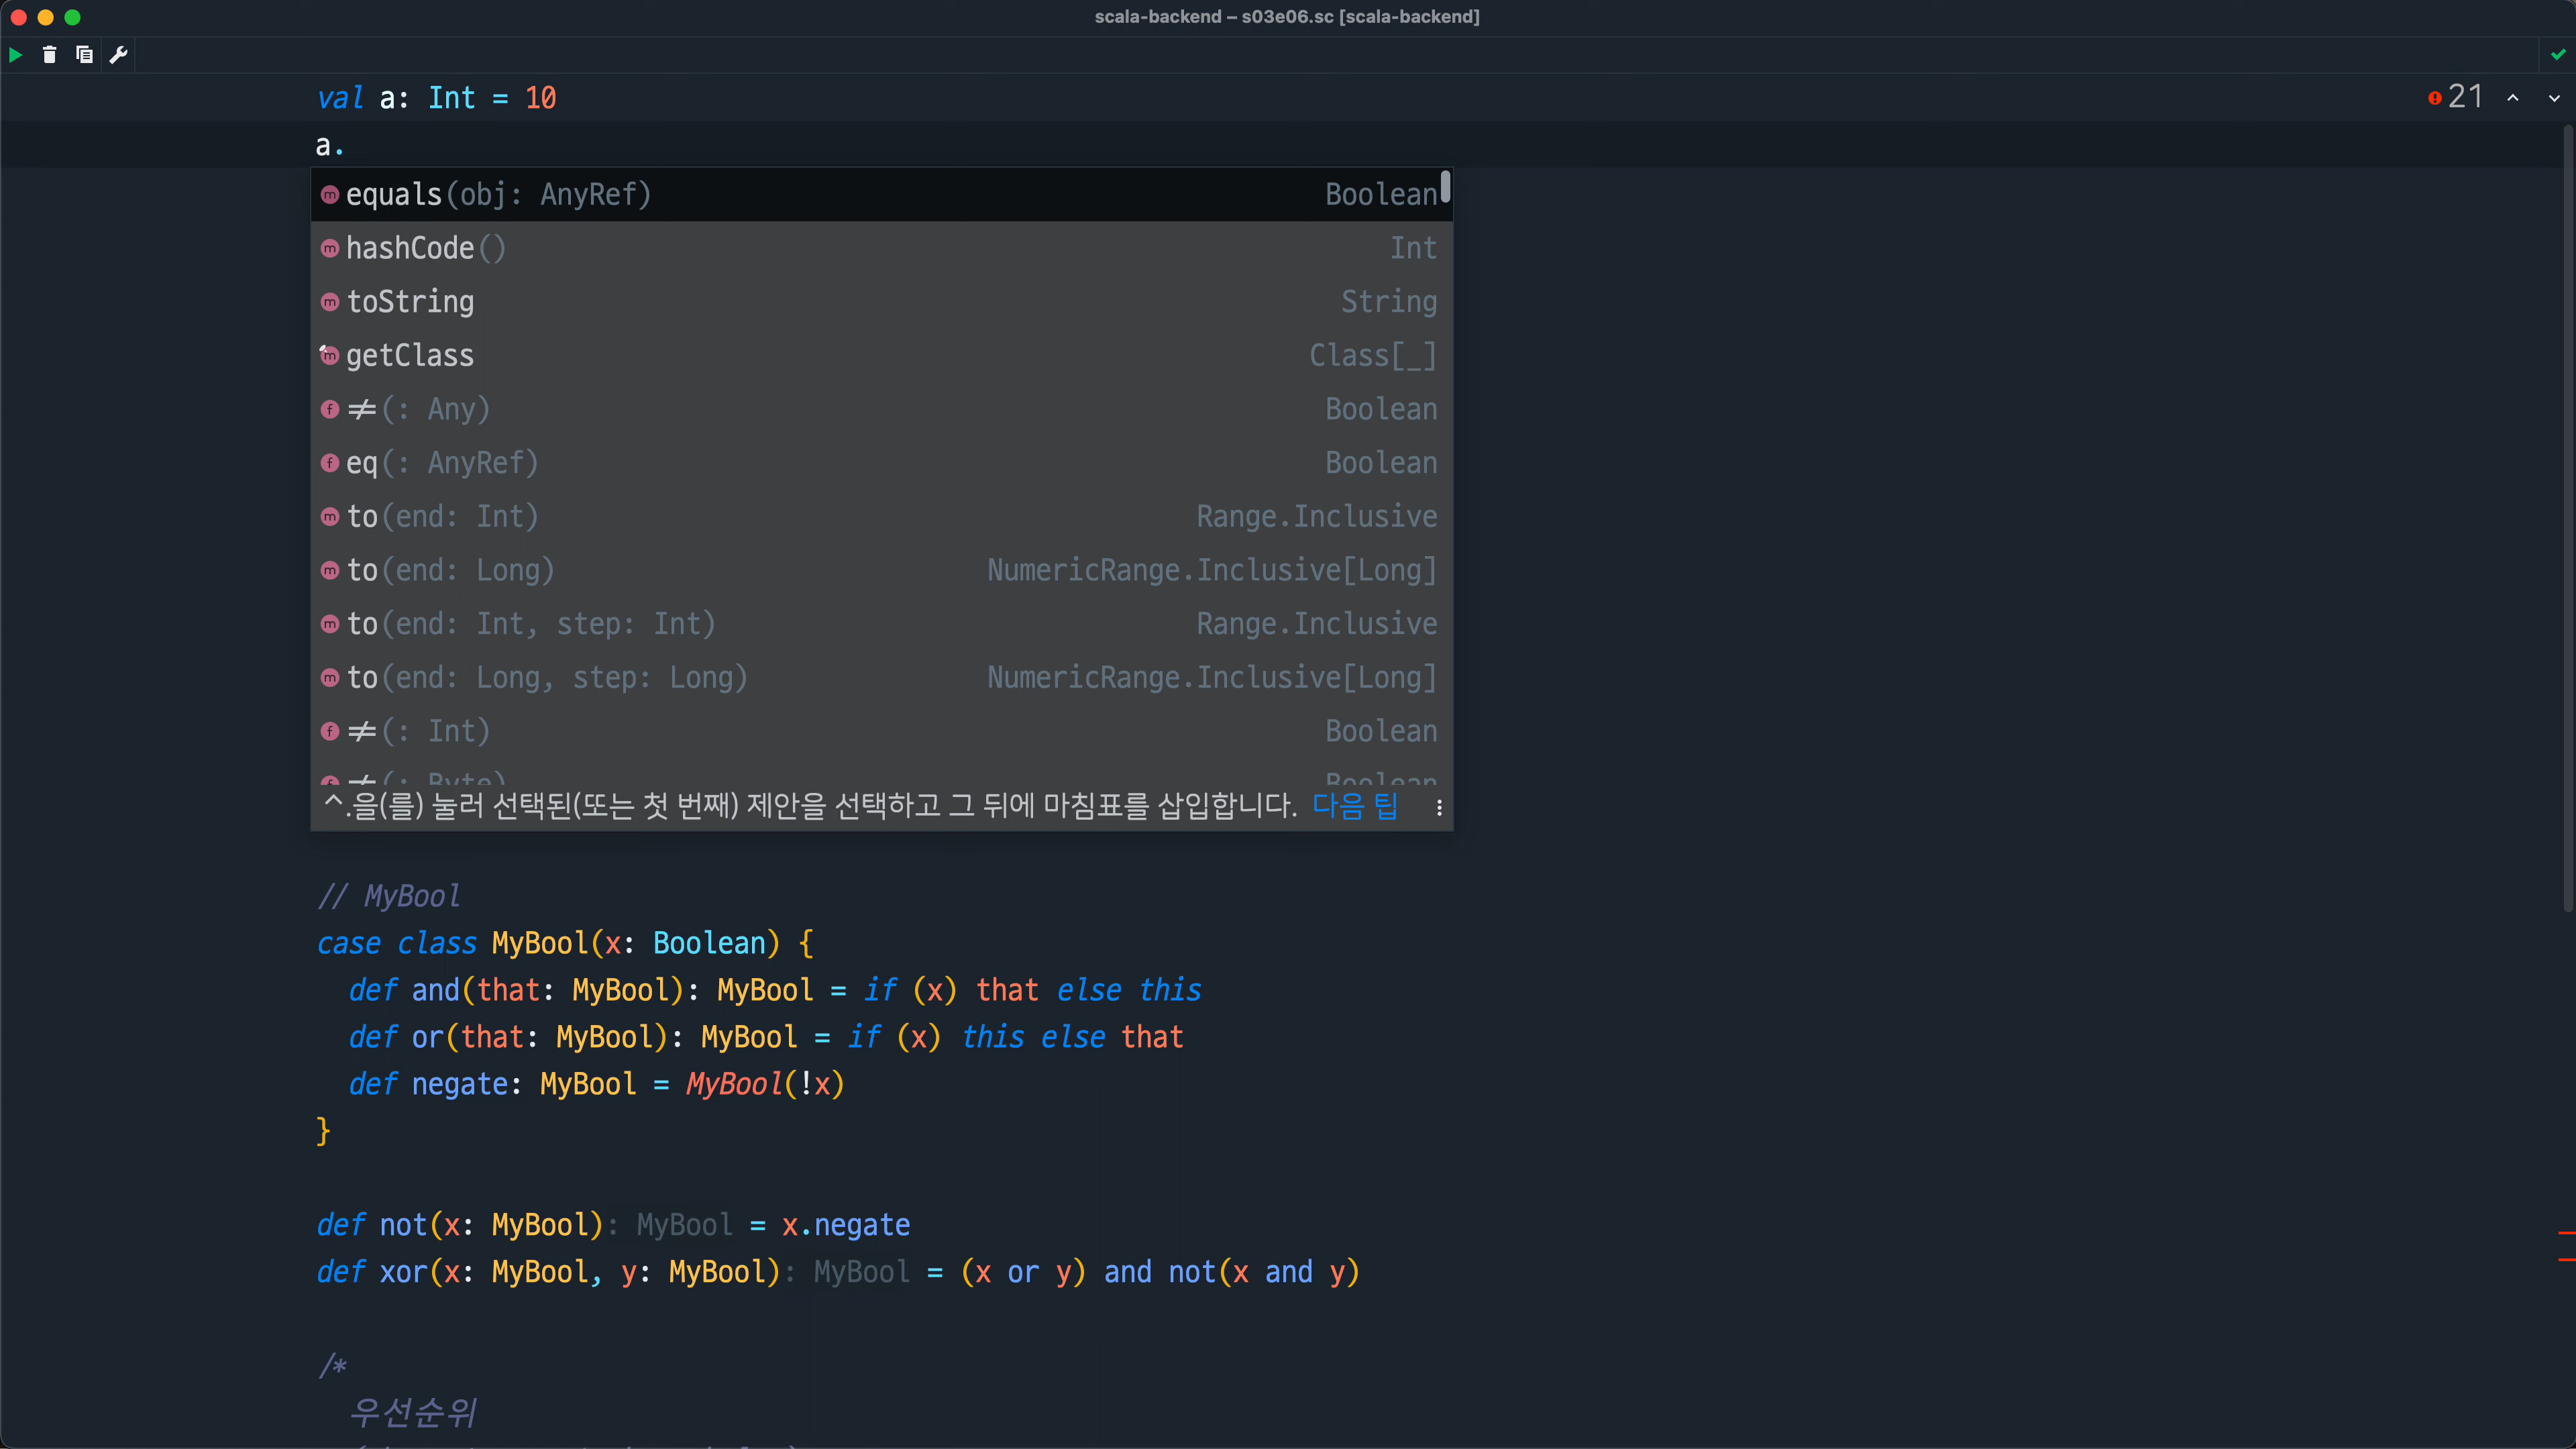 scala-backend – s03e06.sc [scala-backend]
val a: Int = 10
21
a.
equals(obj: AnyRef) Boolean
hashCode() Int
toString String
getClass Class[_]
≠(: Any) Boolean
eq(: AnyRef) Boolean
to(end: Int) Range.Inclusive
to(end: Long) NumericRange.Inclusive[Long]
to(end: Int, step: Int) Range.Inclusive
to(end: Long, step: Long) NumericRange.Inclusive[Long]
≠(: Int) Boolean
≠(: Byte) Boolean
^.을(를) 눌러 선택된(또는 첫 번째) 제안을 선택하고 그 뒤에 마침표를 삽입합니다. 다음 팁
// MyBool
case class MyBool(x: Boolean) {
def and(that: MyBool): MyBool = if (x) that else this
def or(that: MyBool): MyBool = if (x) this else that
def negate: MyBool = MyBool(!x)
}
def not(x: MyBool): MyBool = x.negate
def xor(x: MyBool, y: MyBool): MyBool = (x or y) and not(x and y)
/*
우선순위